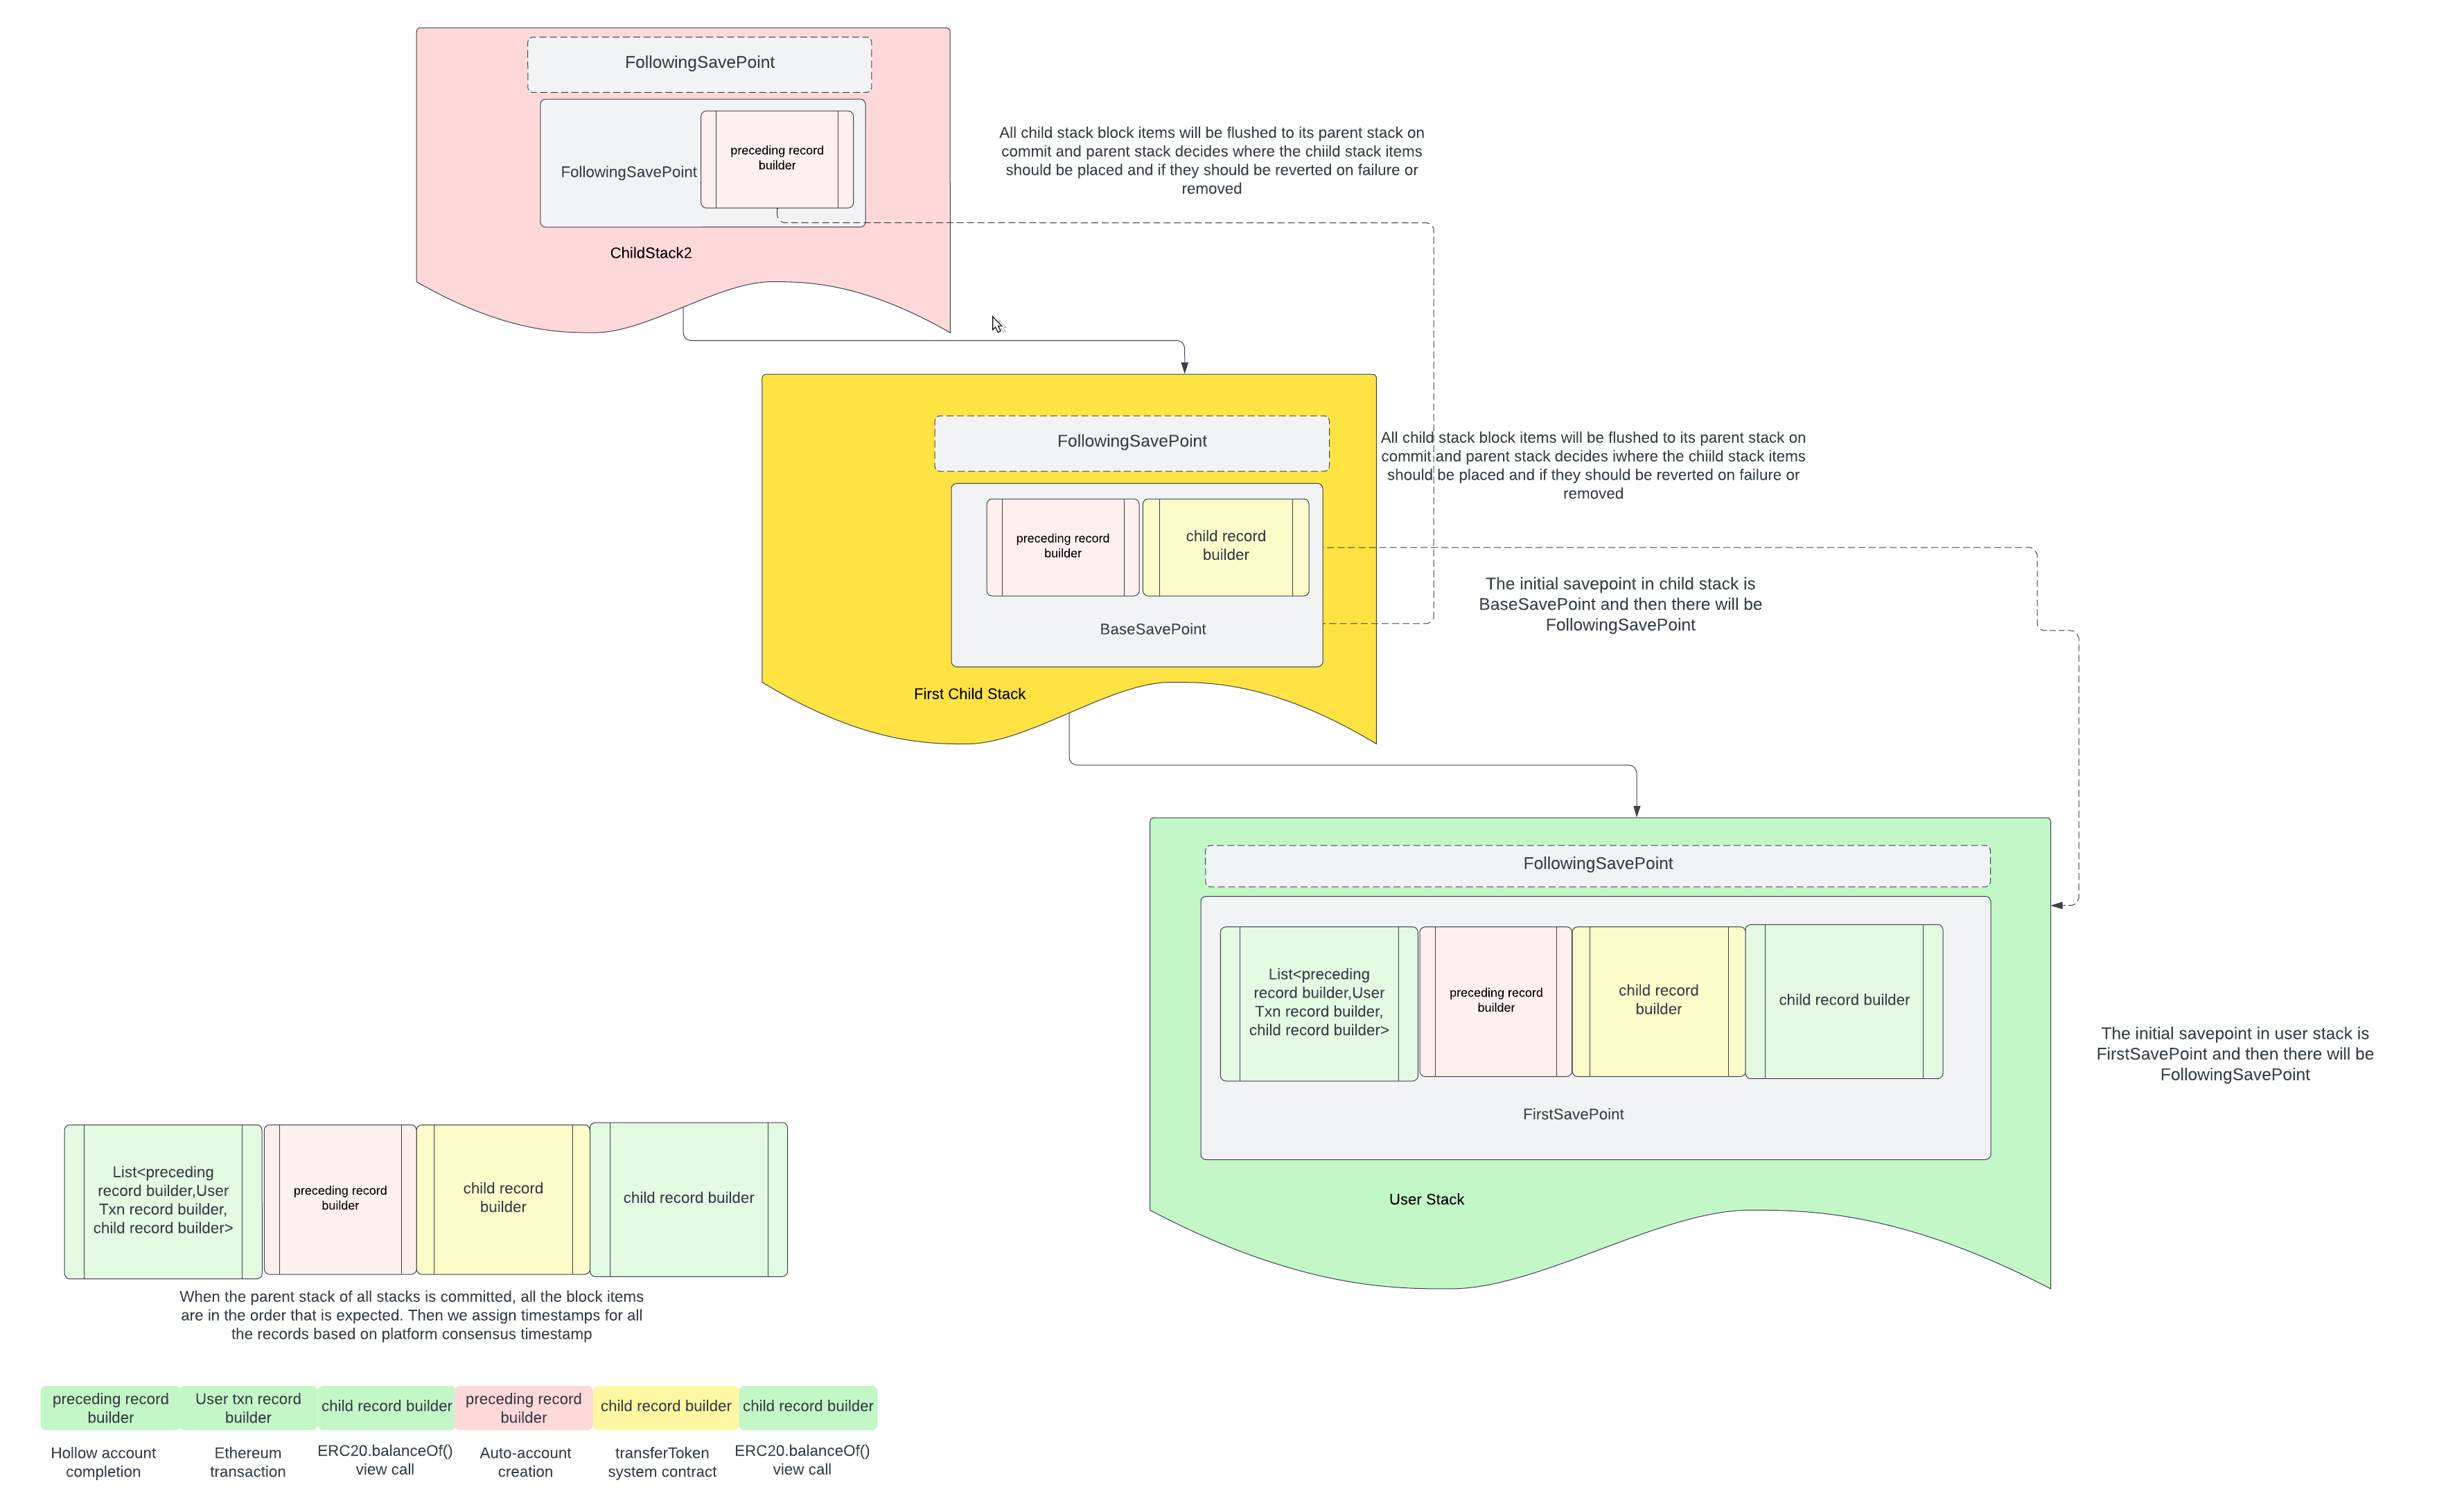 FollowingSavePoint
FollowingSavePoint
preceding record
builder
ChildStack2
All child stack block items will be flushed to its parent stack on
commit and parent stack decides where the chiild stack items
should be placed and if they should be reverted on failure or
removed
FollowingSavePoint
preceding record
builder
child record
builder
BaseSavePoint
First Child Stack
All child stack block items will be flushed to its parent stack on
commit and parent stack decides iwhere the chiild stack items
should be placed and if they should be reverted on failure or
removed
The initial savepoint in child stack is
BaseSavePoint and then there will be
FollowingSavePoint
FollowingSavePoint
List<preceding
record builder,User
Txn record builder,
child record builder>
preceding record
builder
child record
builder
child record builder
FirstSavePoint
User Stack
The initial savepoint in user stack is
FirstSavePoint and then there will be
FollowingSavePoint
List<preceding
record builder,User
Txn record builder,
child record builder>
preceding record
builder
child record
builder
child record builder
When the parent stack of all stacks is committed, all the block items
are in the order that is expected. Then we assign timestamps for all
the records based on platform consensus timestamp
preceding record
builder
User txn record
builder
child record builder
preceding record
builder
child record builder
child record builder
Hollow account
completion
Ethereum
transaction
ERC20.balanceOf()
view call
Auto-account
creation
transferToken
system contract
ERC20.balanceOf()
view call